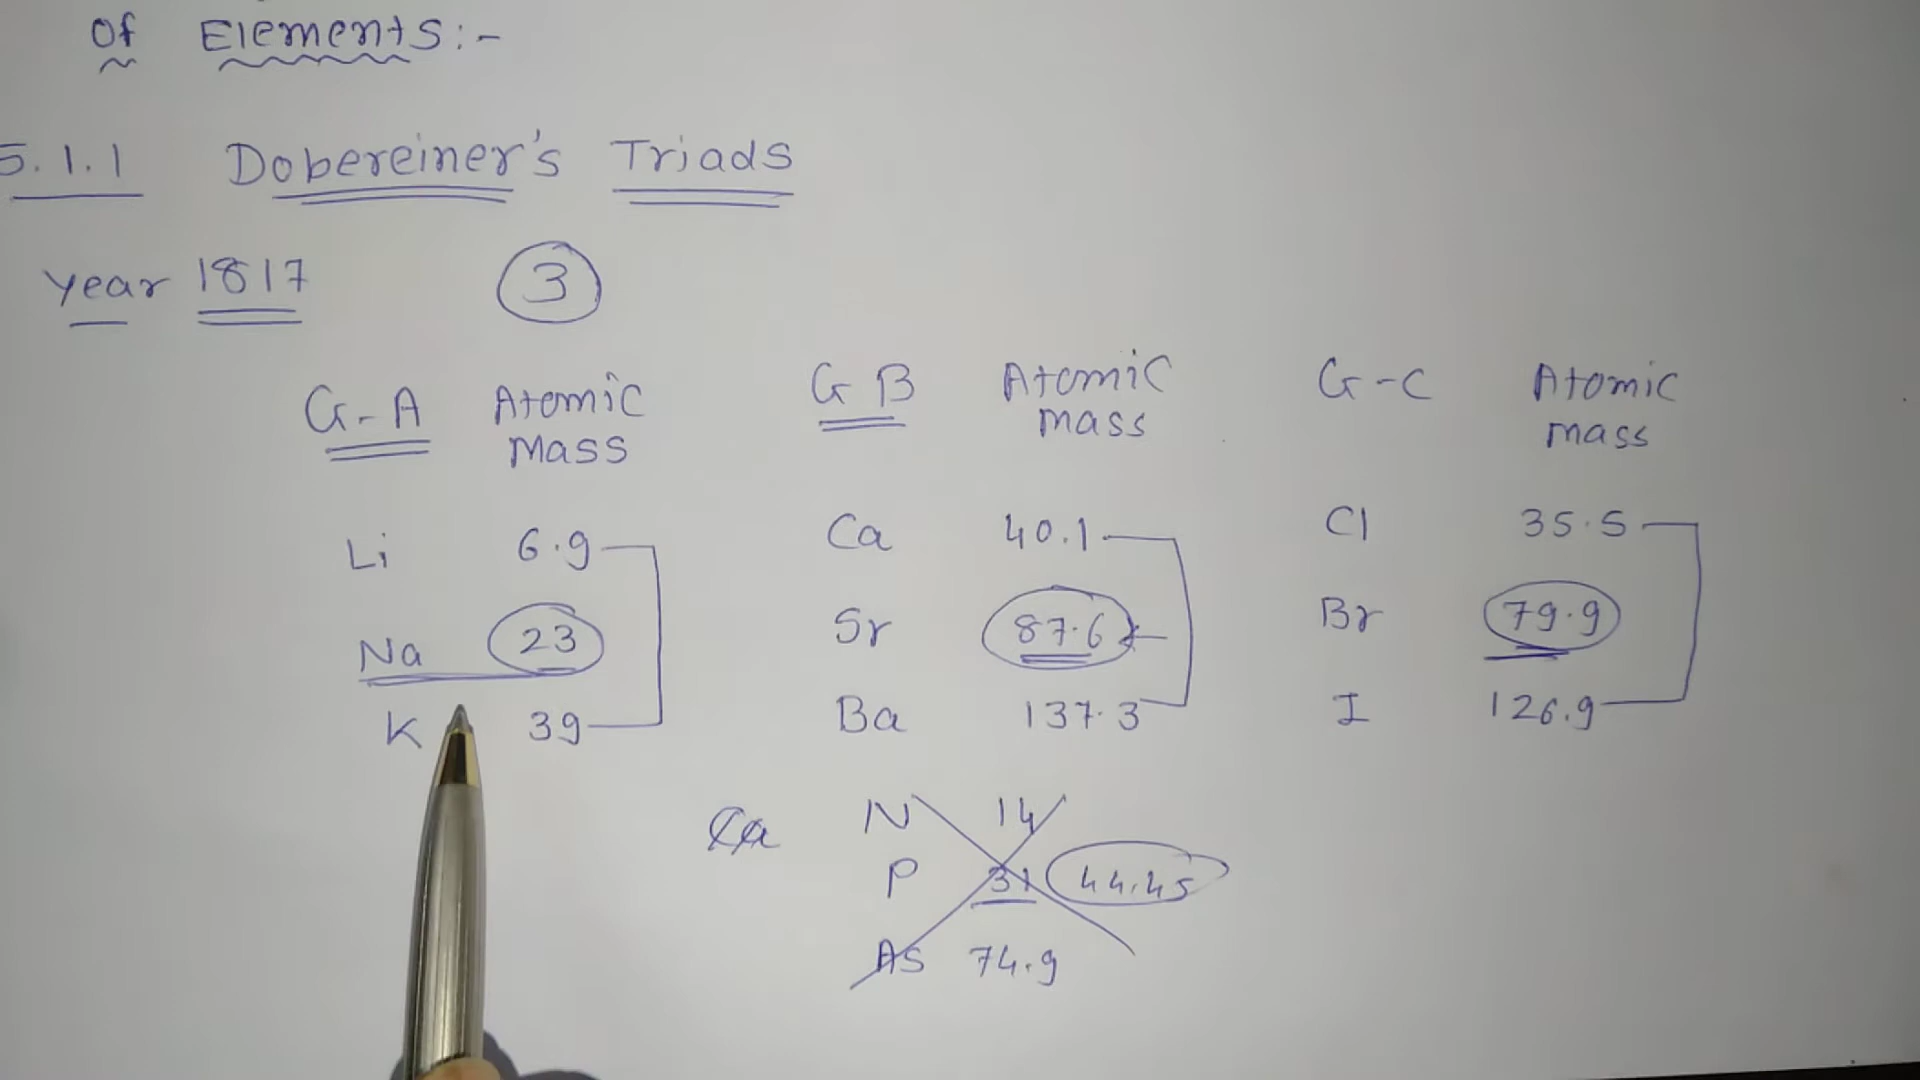 Of Elements:-
5.1.1 Dobereiner's Triads
Year 1817 3
G-A Atomic Mass G B Atomic mass G-C Atomic mass
Li 6.9 Ca 40.1 Cl 35.5
Na 23 Sr 87.6 Br 79.9
K 39 Ba 137.3 I 126.9
Ca N 14
P 31 44.45
As 74.9